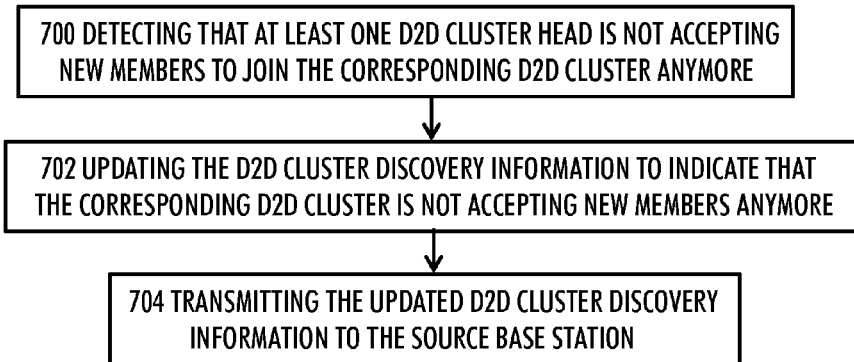 700 DETECTING THAT AT LEAST ONE D2D CLUSTER HEAD IS NOT ACCEPTING
NEW MEMBERS TO JOIN THE CORRESPONDING D2D CLUSTER ANYMORE
702 UPDATING THE D2D CLUSTER DISCOVERY INFORMATION TO INDICATE THAT
THE CORRESPONDING D2D CLUSTER IS NOT ACCEPTING NEW MEMBERS ANYMORE
704 TRANSMITTING THE UPDATED D2D CLUSTER DISCOVERY
INFORMATION TO THE SOURCE BASE STATION